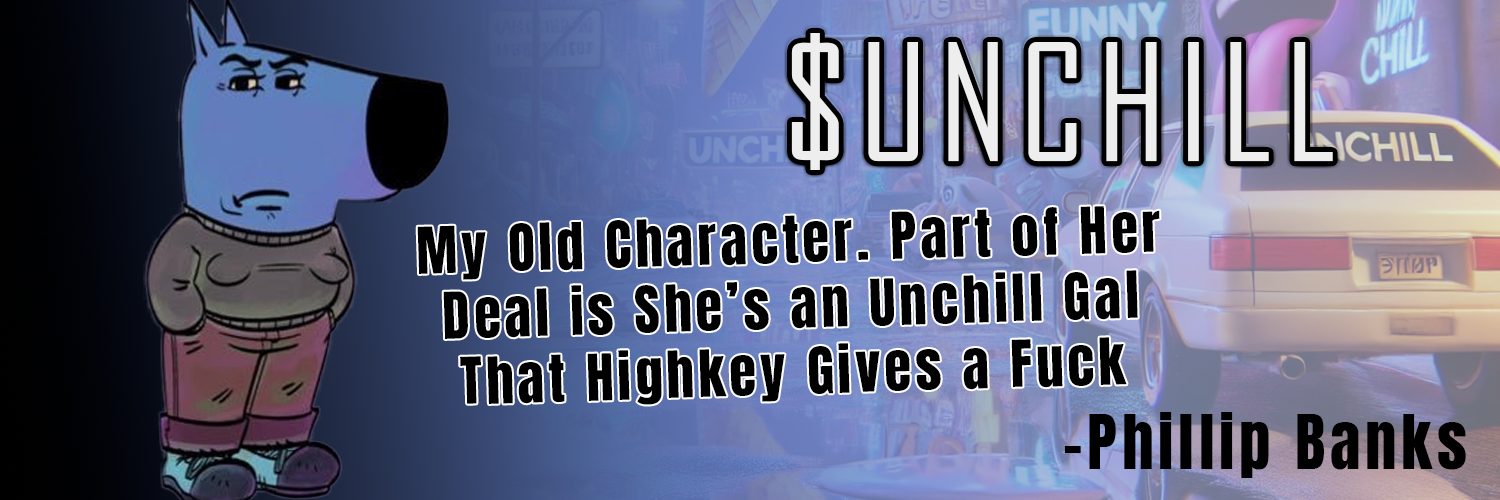 FUNNY
CHILL
$UNCHILL
UNCH
UNCHILL
My Old Character. Part of Her
Deal is She’s an Unchill Gal
That Highkey Gives a Fuck
-Phillip Banks